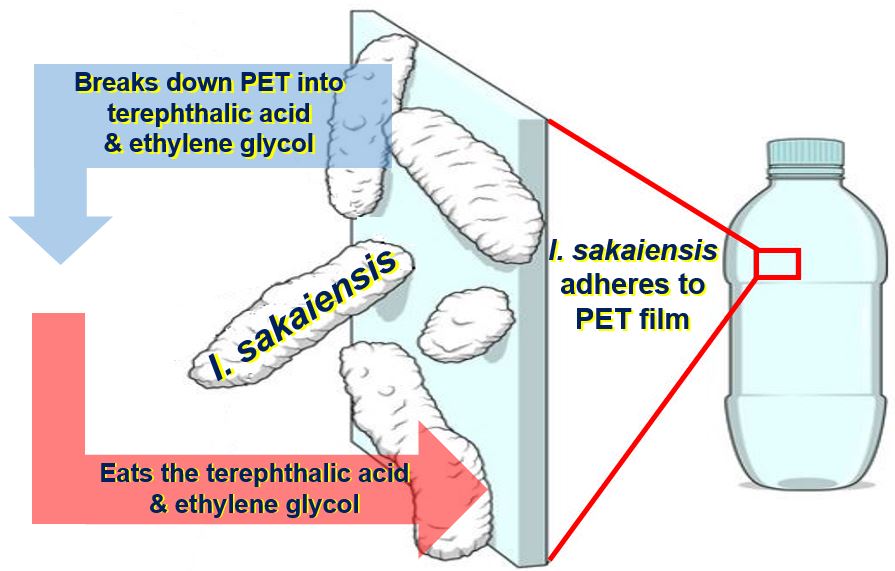 Breaks down PET into
terephthalic acid
& ethylene glycol
I. sakaiensis
I. sakaiensis
adheres to
PET film
Eats the terephthalic acid
& ethylene glycol